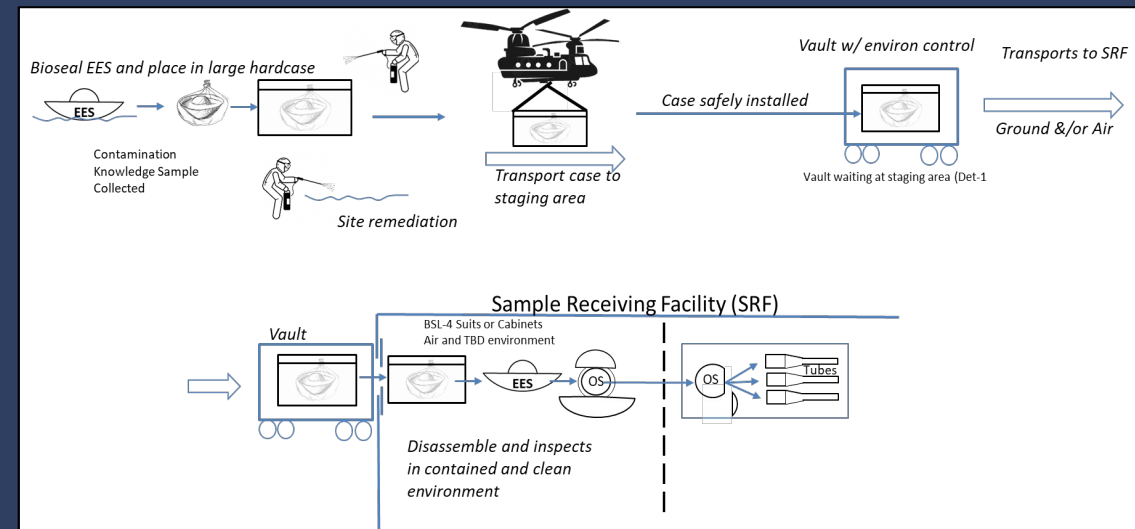 Bioseal EES and place in large hardcase
EES
Contamination
Knowledge Sample
Collected
Site remediation
Transport case to
staging area
Case safely installed
Vault w/ environ control
Vault waiting at staging area (Det-1
Transports to SRF
Ground &/or Air
Sample Receiving Facility (SRF)
Vault
BSL-4 Suits or Cabinets
Air and TBD environment
EES
OS
OS
Tubes
Disassemble and inspects
in contained and clean
environment